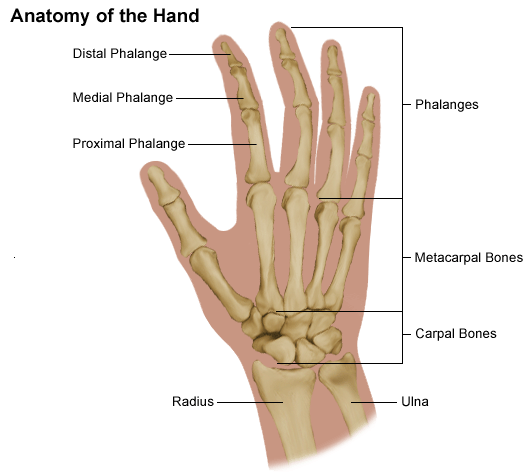 Anatomy of the Hand
Distal Phalange
Medial Phalange
Phalanges
Proximal Phalange
Metacarpal Bones
Carpal Bones
Radius
Ulna